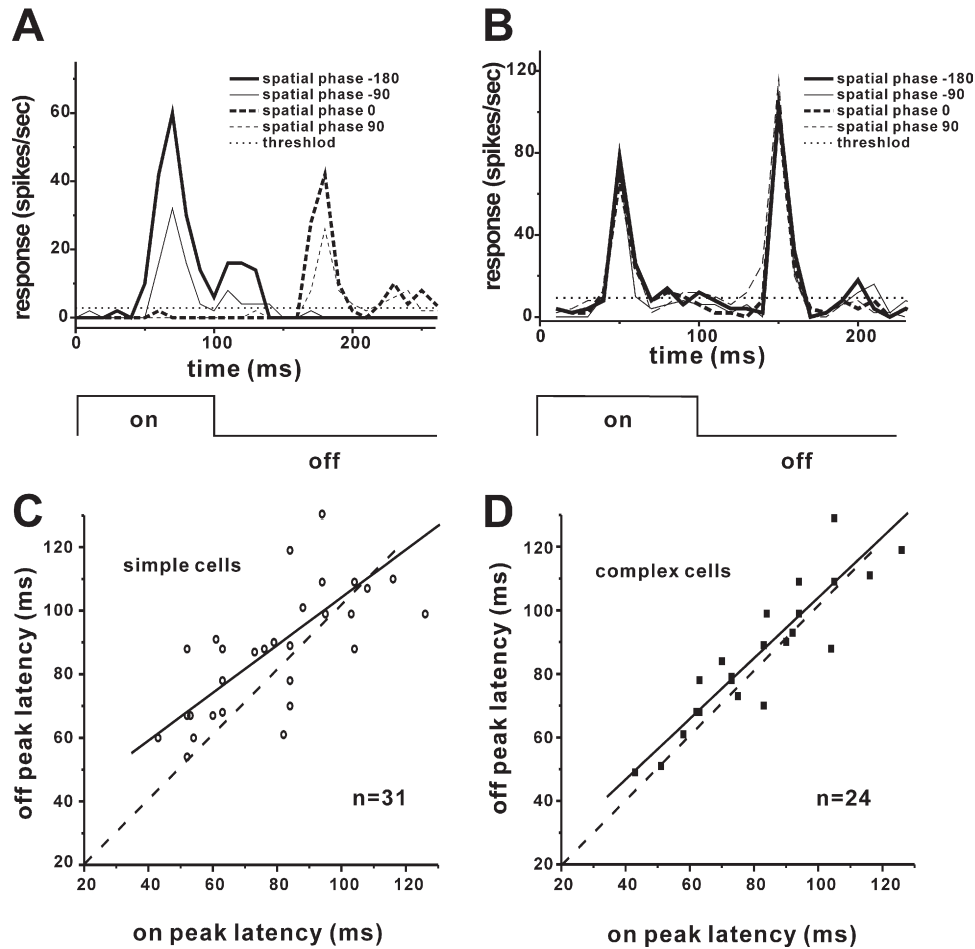 A
B
response (spikes/sec)
60
40
20
0
spatial phase -180
spatial phase -90
spatial phase 0
spatial phase 90
threshlod
0
100
200
time (ms)
on
off
response (spikes/sec)
120
80
40
0
spatial phase -180
spatial phase -90
spatial phase 0
spatial phase 90
threshlod
0
100
200
time (ms)
on
off
C
off peak latency (ms)
120
100
80
60
40
20
simple cells
n=31
20
40
60
80
100
120
on peak latency (ms)
D
off peak latency (ms)
120
100
80
60
40
20
complex cells
n=24
20
40
60
80
100
120
on peak latency (ms)